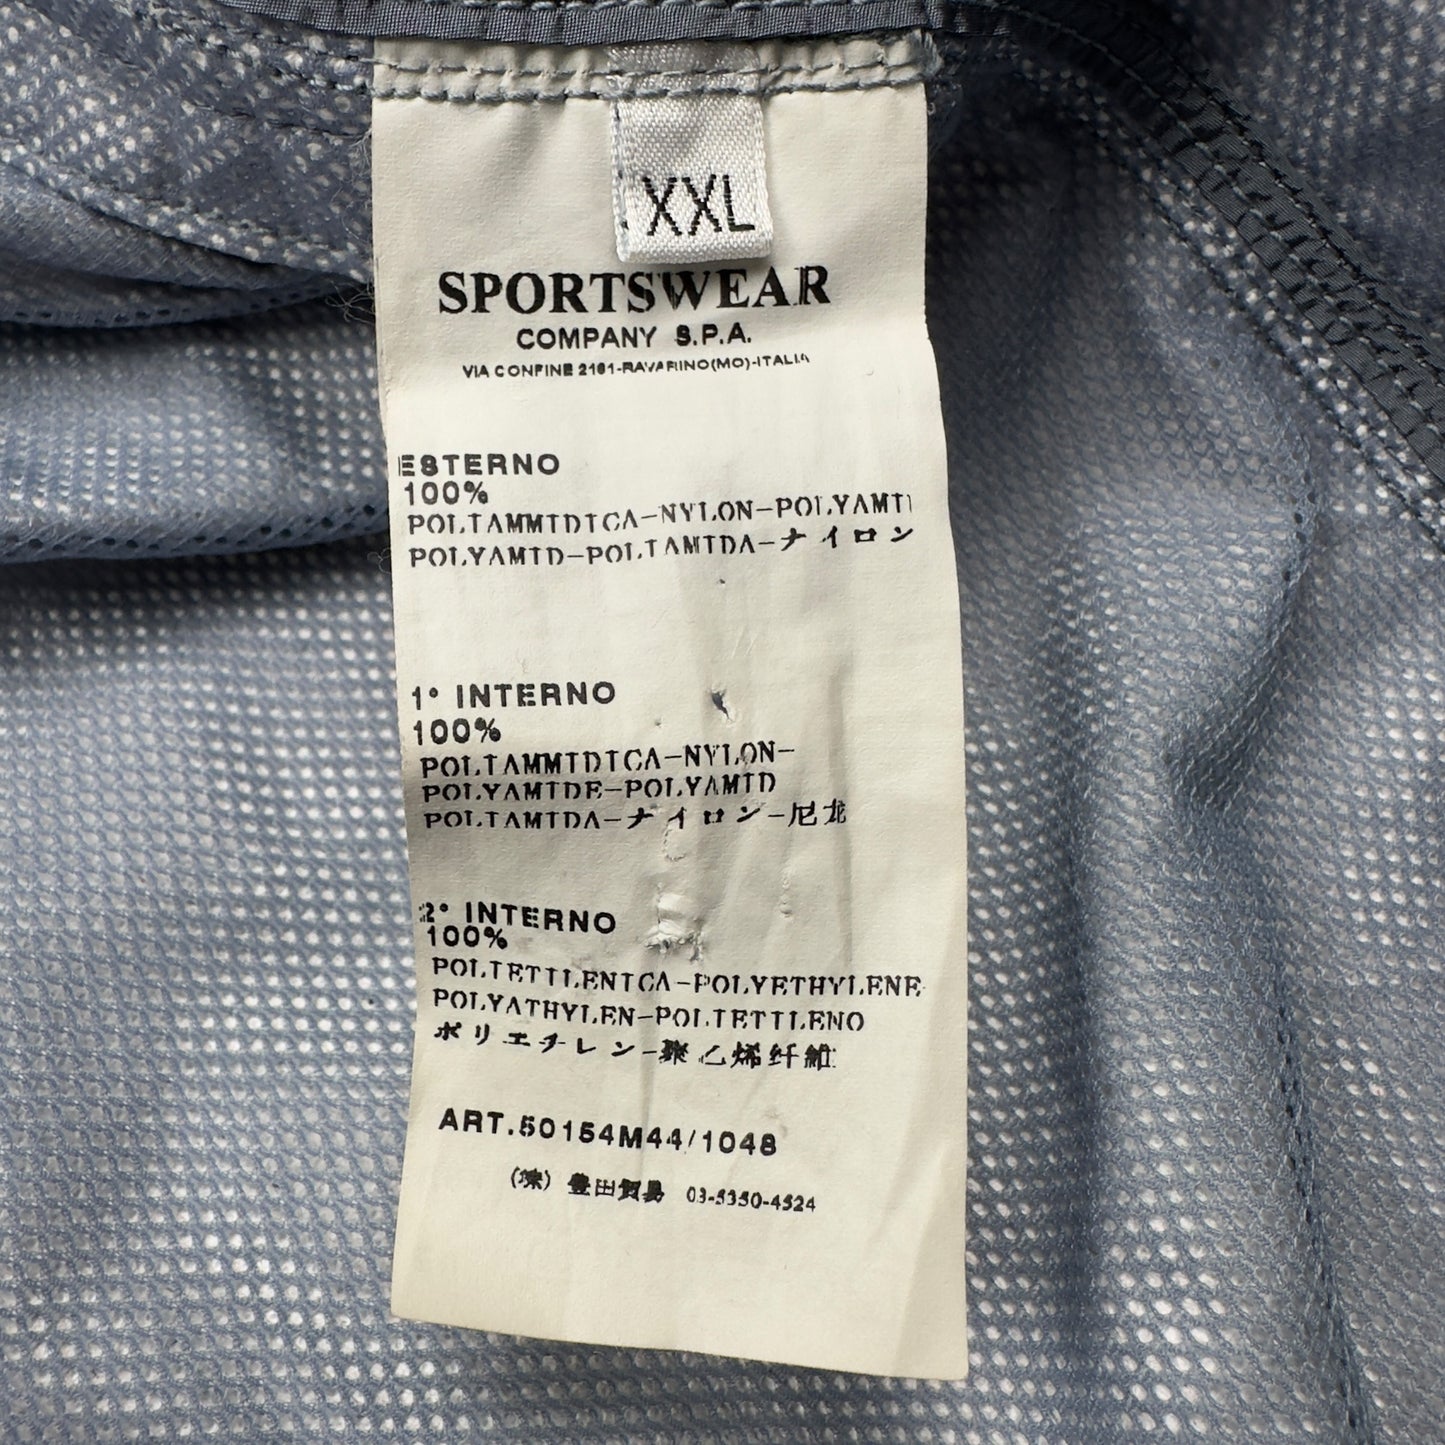 XXL
SPORTSWEAR
COMPANY S.P.A.
VIA CONFINE 2161-RAVARINO(MO)-ITALIA
ESTERNO
100%
POLIAMMIDICA-NYLON-POLYAMI
POLYAMID-POLIAMIDA-ナイロン
1° INTERNO
100%
POLIAMMIDICA-NYLON-
POLYAMIDE-POLYAMID
POLIAMIDA-ナイロン-尼龙
2° INTERNO
100%
POLIETILENICA-POLYETHYLENE
POLYATHYLEN-POLIETILENO
ポリエチレン-聚乙烯纤維
ART.50154M44/1048
(株) 豊田貿易 03-5350-4524